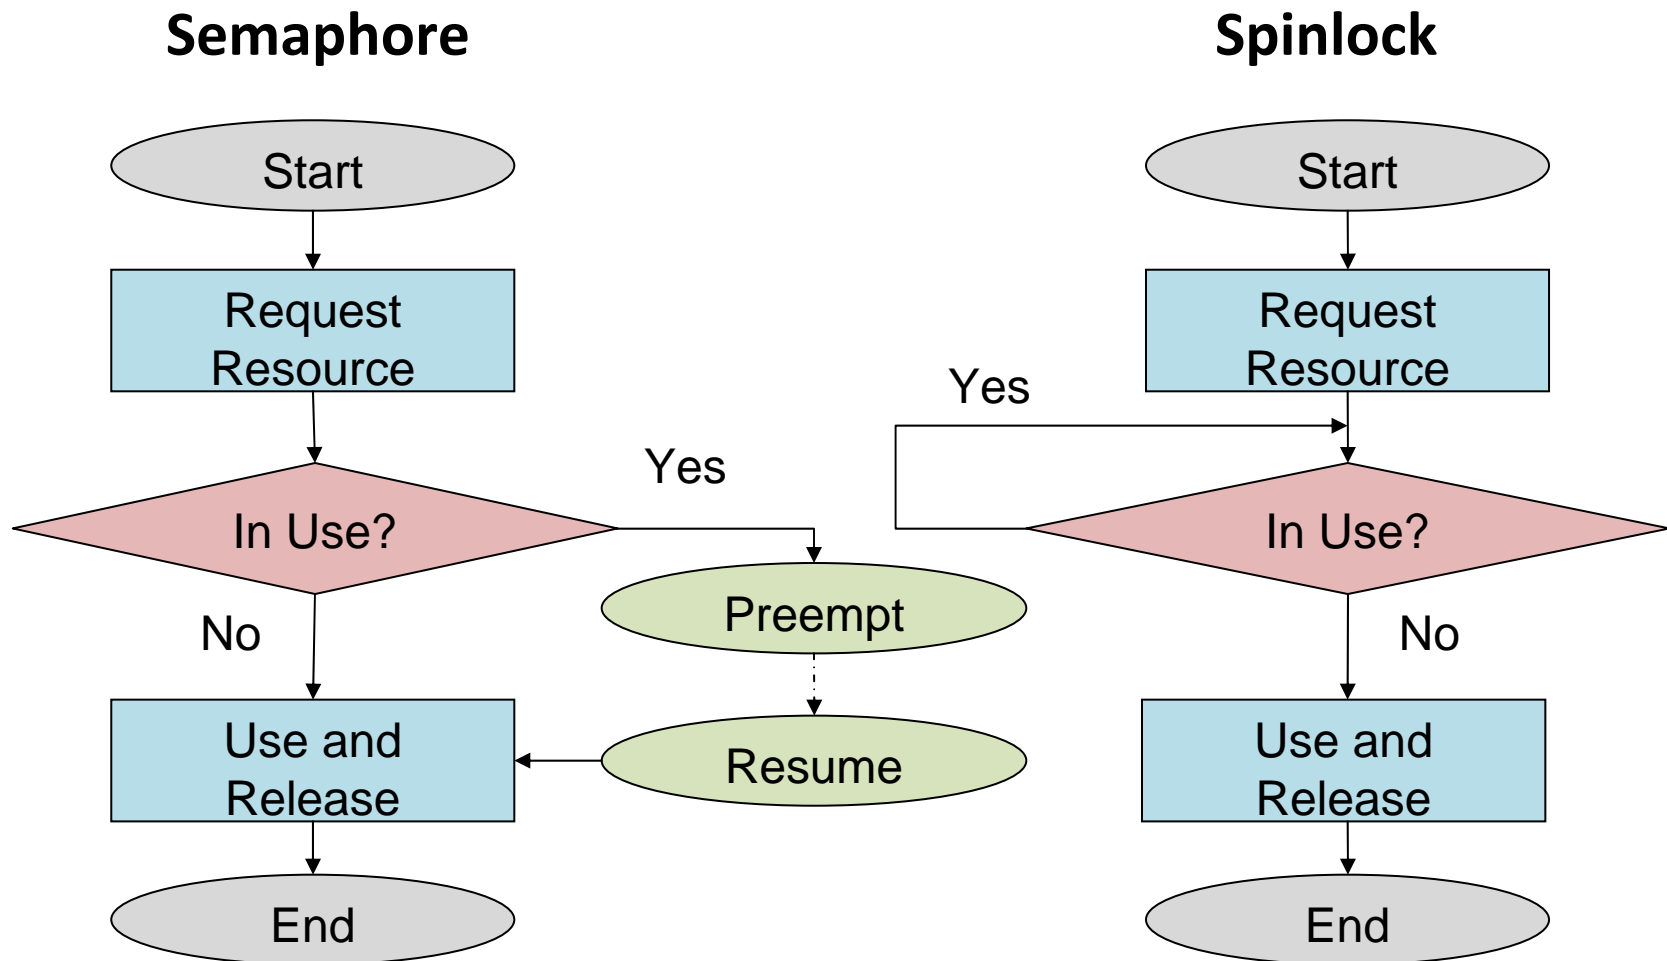 Semaphore
Start
Request
Resource
Yes
In Use?
Preempt
No
Use and
Release
Resume
End
Spinlock
Start
Request
Resource
Yes
In Use?
No
Use and
Release
End